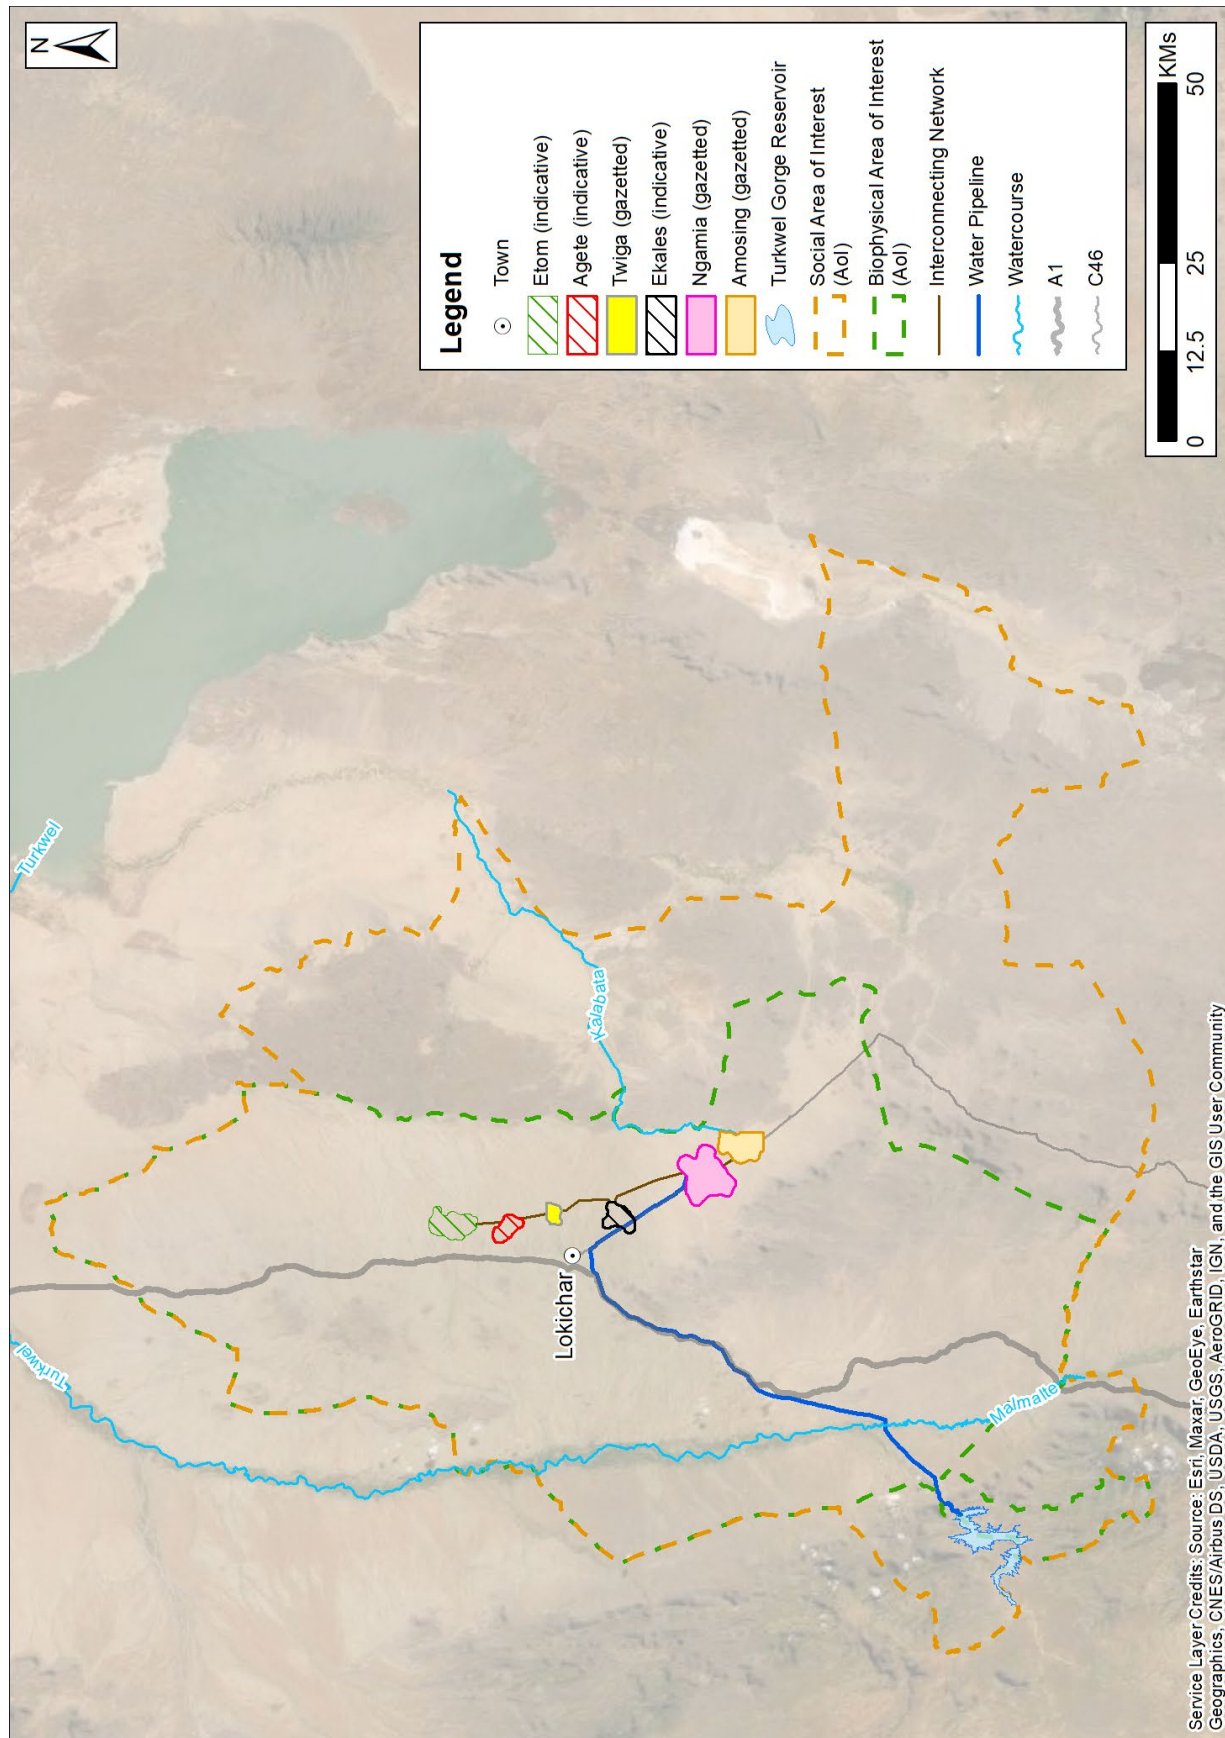 N
Turkwel
Turkwel
Kalabata
Lokichar
Malmalte
Legend
Town
Etom (indicative)
Agete (indicative)
Twiga (gazetted)
Ekales (indicative)
Ngamia (gazetted)
Amosing (gazetted)
Turkwel Gorge Reservoir
Social Area of Interest
(AoI)
Biophysical Area of Interest
(AoI)
Interconnecting Network
Water Pipeline
Watercourse
A1
C46
0 12.5 25 50
KMs
Service Layer Credits: Source: Esri, Maxar, GeoEye, Earthstar
Geographics, CNES/Airbus DS, USDA, USGS, AeroGRID, IGN, and the GIS User Community